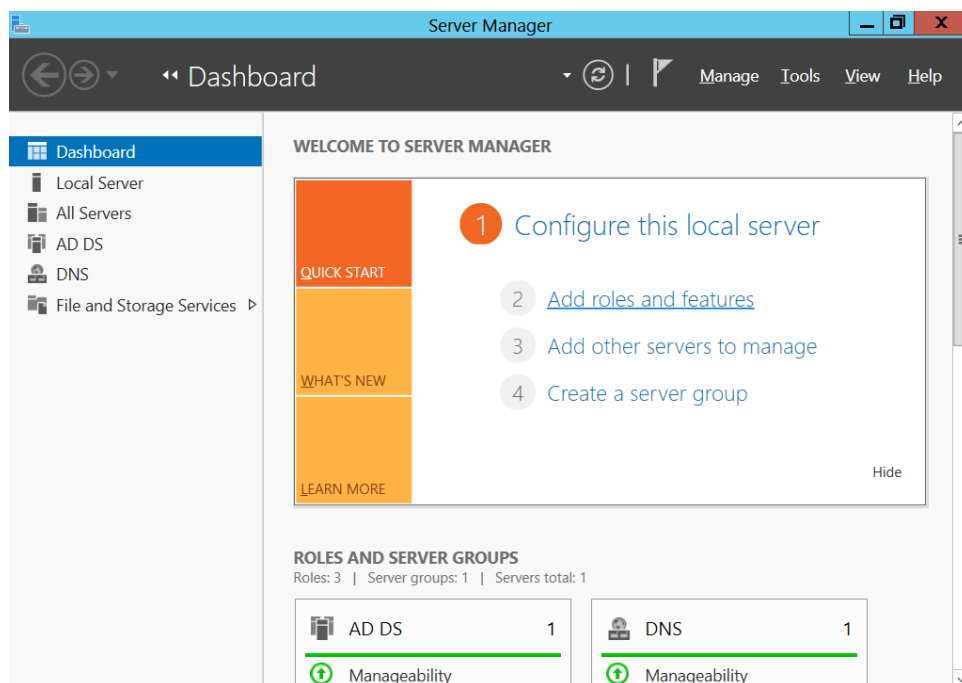 Server Manager
Dashboard
Manage Tools View Help
Dashboard
Local Server
All Servers
AD DS
DNS
File and Storage Services
WELCOME TO SERVER MANAGER
QUICK START
WHAT'S NEW
LEARN MORE
1 Configure this local server
2 Add roles and features
3 Add other servers to manage
4 Create a server group
Hide
ROLES AND SERVER GROUPS
Roles: 3 | Server groups: 1 | Servers total: 1
AD DS 1
Manageability
DNS 1
Manageability